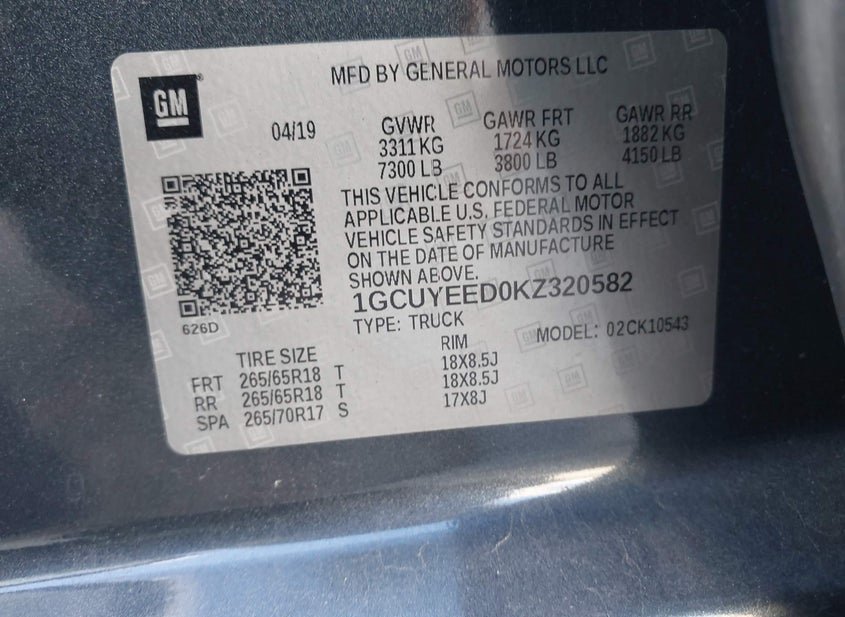 MFD BY GENERAL MOTORS LLC
GM
04/19
GVWR GAWR FRT GAWR RR
3311 KG 1724 KG 1882 KG
7300 LB 3800 LB 4150 LB
THIS VEHICLE CONFORMS TO ALL
APPLICABLE U.S. FEDERAL MOTOR
VEHICLE SAFETY STANDARDS IN EFFECT
ON THE DATE OF MANUFACTURE
SHOWN ABOVE.
1GCUYEED0KZ320582
626D
TYPE: TRUCK MODEL: 02CK10543
TIRE SIZE RIM
FRT 265/65R18 T 18X8.5J
RR 265/65R18 T 18X8.5J
SPA 265/70R17 S 17X8J